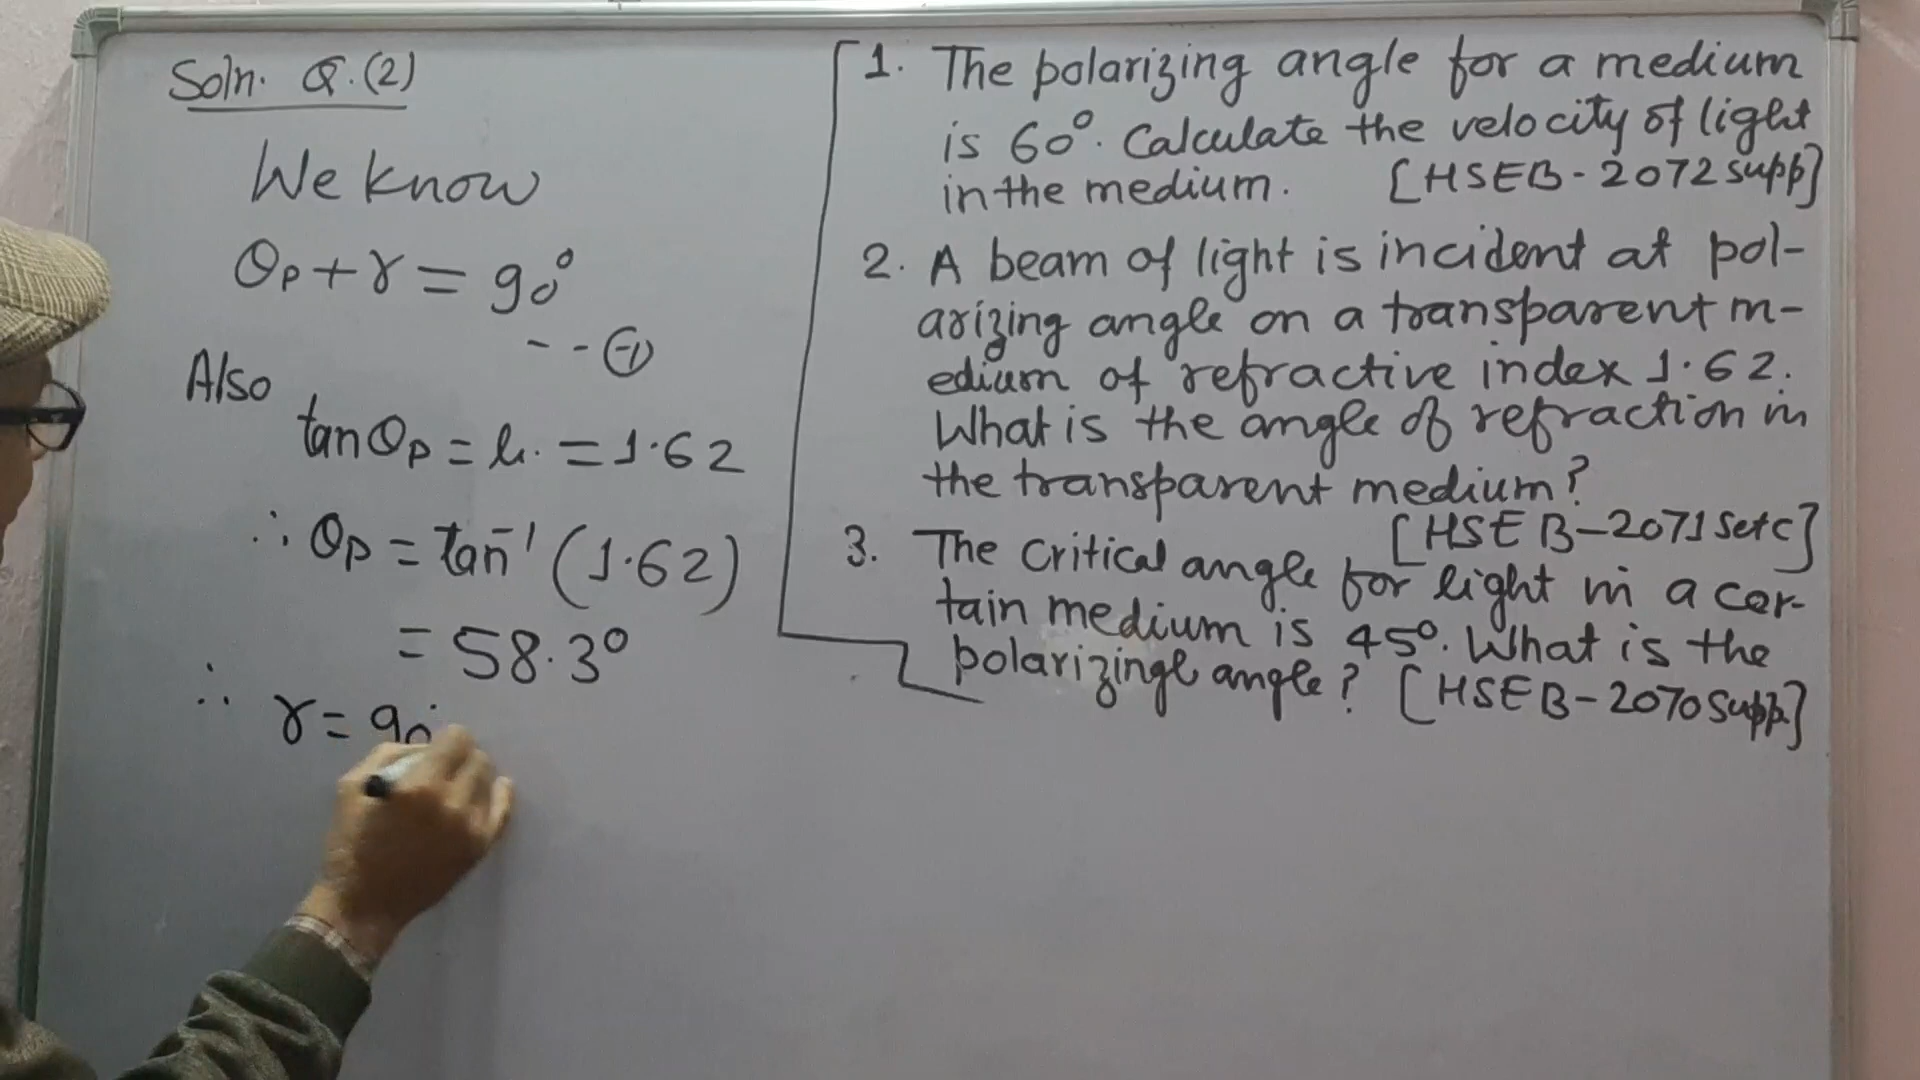 Soln. Q.(2)
We know
θp + r = 90°
- - ①
Also
tanθp = μ = 1.62
∴ θp = tan⁻¹ (1.62)
= 58.3°
∴ r = 90°
1. The polarizing angle for a medium
is 60°. Calculate the velocity of light
in the medium. [HSEB-2072 supp]
2. A beam of light is incident at pol-
arizing angle on a transparent m-
edium of refractive index 1.62.
What is the angle of refraction in
the transparent medium?
[HSEB-2071 Set C]
3. The critical angle for light in a cer-
tain medium is 45°. What is the
polarizingl angle? [HSEB-2070 Supp.]